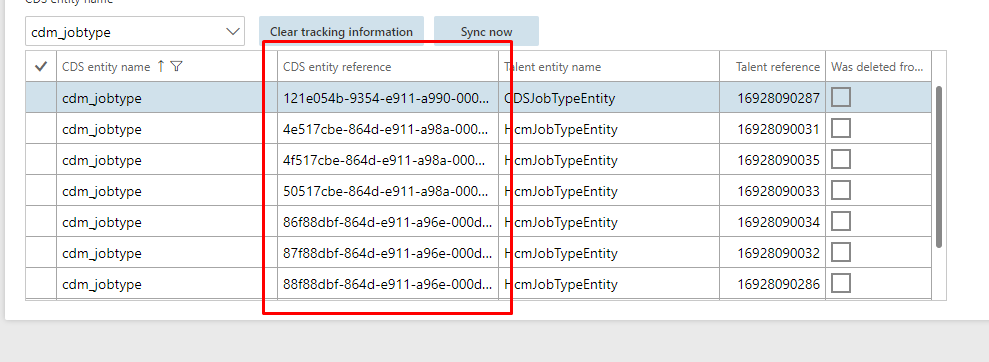 CDS entity name
cdm_jobtype Clear tracking information Sync now
CDS entity name CDS entity reference Talent entity name Talent reference Was deleted fro...
cdm_jobtype 121e054b-9354-e911-a990-000... CDSJobTypeEntity 16928090287
cdm_jobtype 4e517cbe-864d-e911-a98a-000... HcmJobTypeEntity 16928090031
cdm_jobtype 4f517cbe-864d-e911-a98a-000... HcmJobTypeEntity 16928090035
cdm_jobtype 50517cbe-864d-e911-a98a-000... HcmJobTypeEntity 16928090033
cdm_jobtype 86f88dbf-864d-e911-a96e-000d... HcmJobTypeEntity 16928090034
cdm_jobtype 87f88dbf-864d-e911-a96e-000d... HcmJobTypeEntity 16928090032
cdm_jobtype 88f88dbf-864d-e911-a96e-000d... HcmJobTypeEntity 16928090286